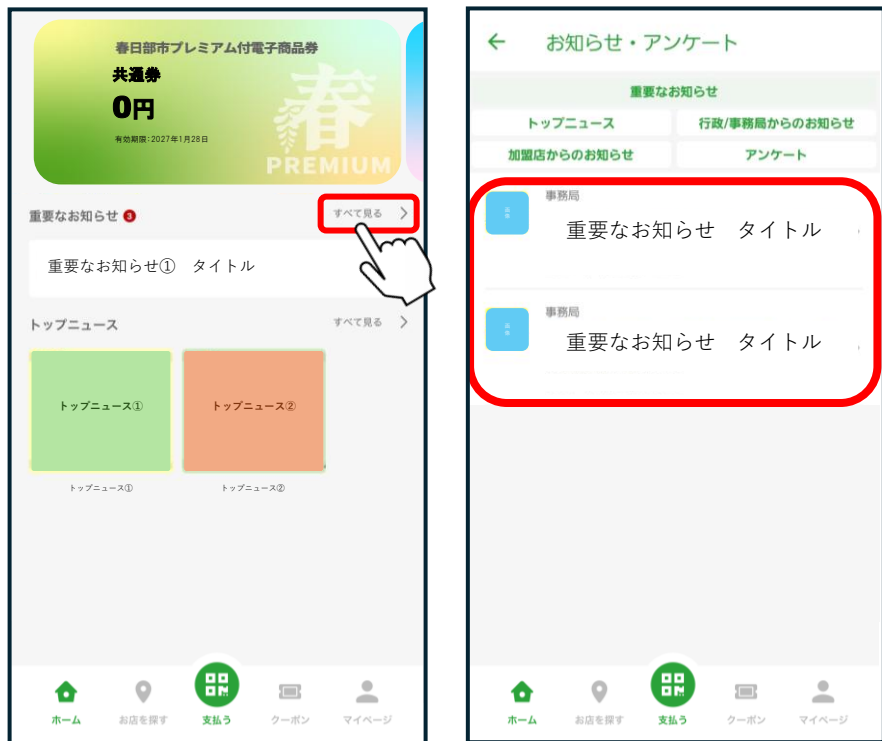 春日部市プレミアム付電子商品券
共通券
0円
有効期限:2027年1月28日
春
PREMIUM
重要なお知らせ 3
すべて見る
重要なお知らせ① タイトル
トップニュース
すべて見る
トップニュース①
トップニュース②
トップニュース①
トップニュース②
ホーム
お店を探す
支払う
クーポン
マイページ
お知らせ・アンケート
重要なお知らせ
トップニュース
行政/事務局からのお知らせ
加盟店からのお知らせ
アンケート
事務局
重要なお知らせ タイトル
事務局
重要なお知らせ タイトル
ホーム
お店を探す
支払う
クーポン
マイページ